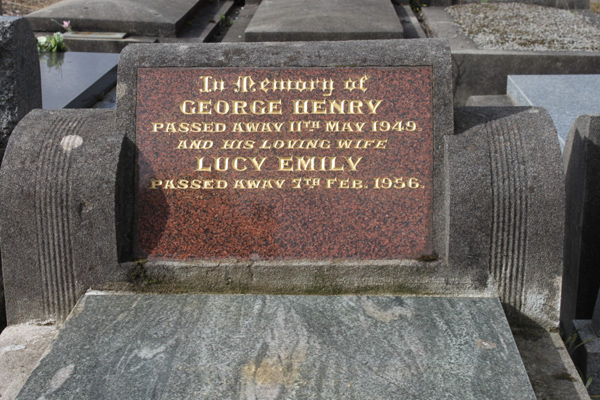 In Memory of
GEORGE HENRY
PASSED AWAY 11TH MAY 1949.
AND HIS LOVING WIFE
LUCY EMILY
PASSED AWAY 7TH FEB. 1956.